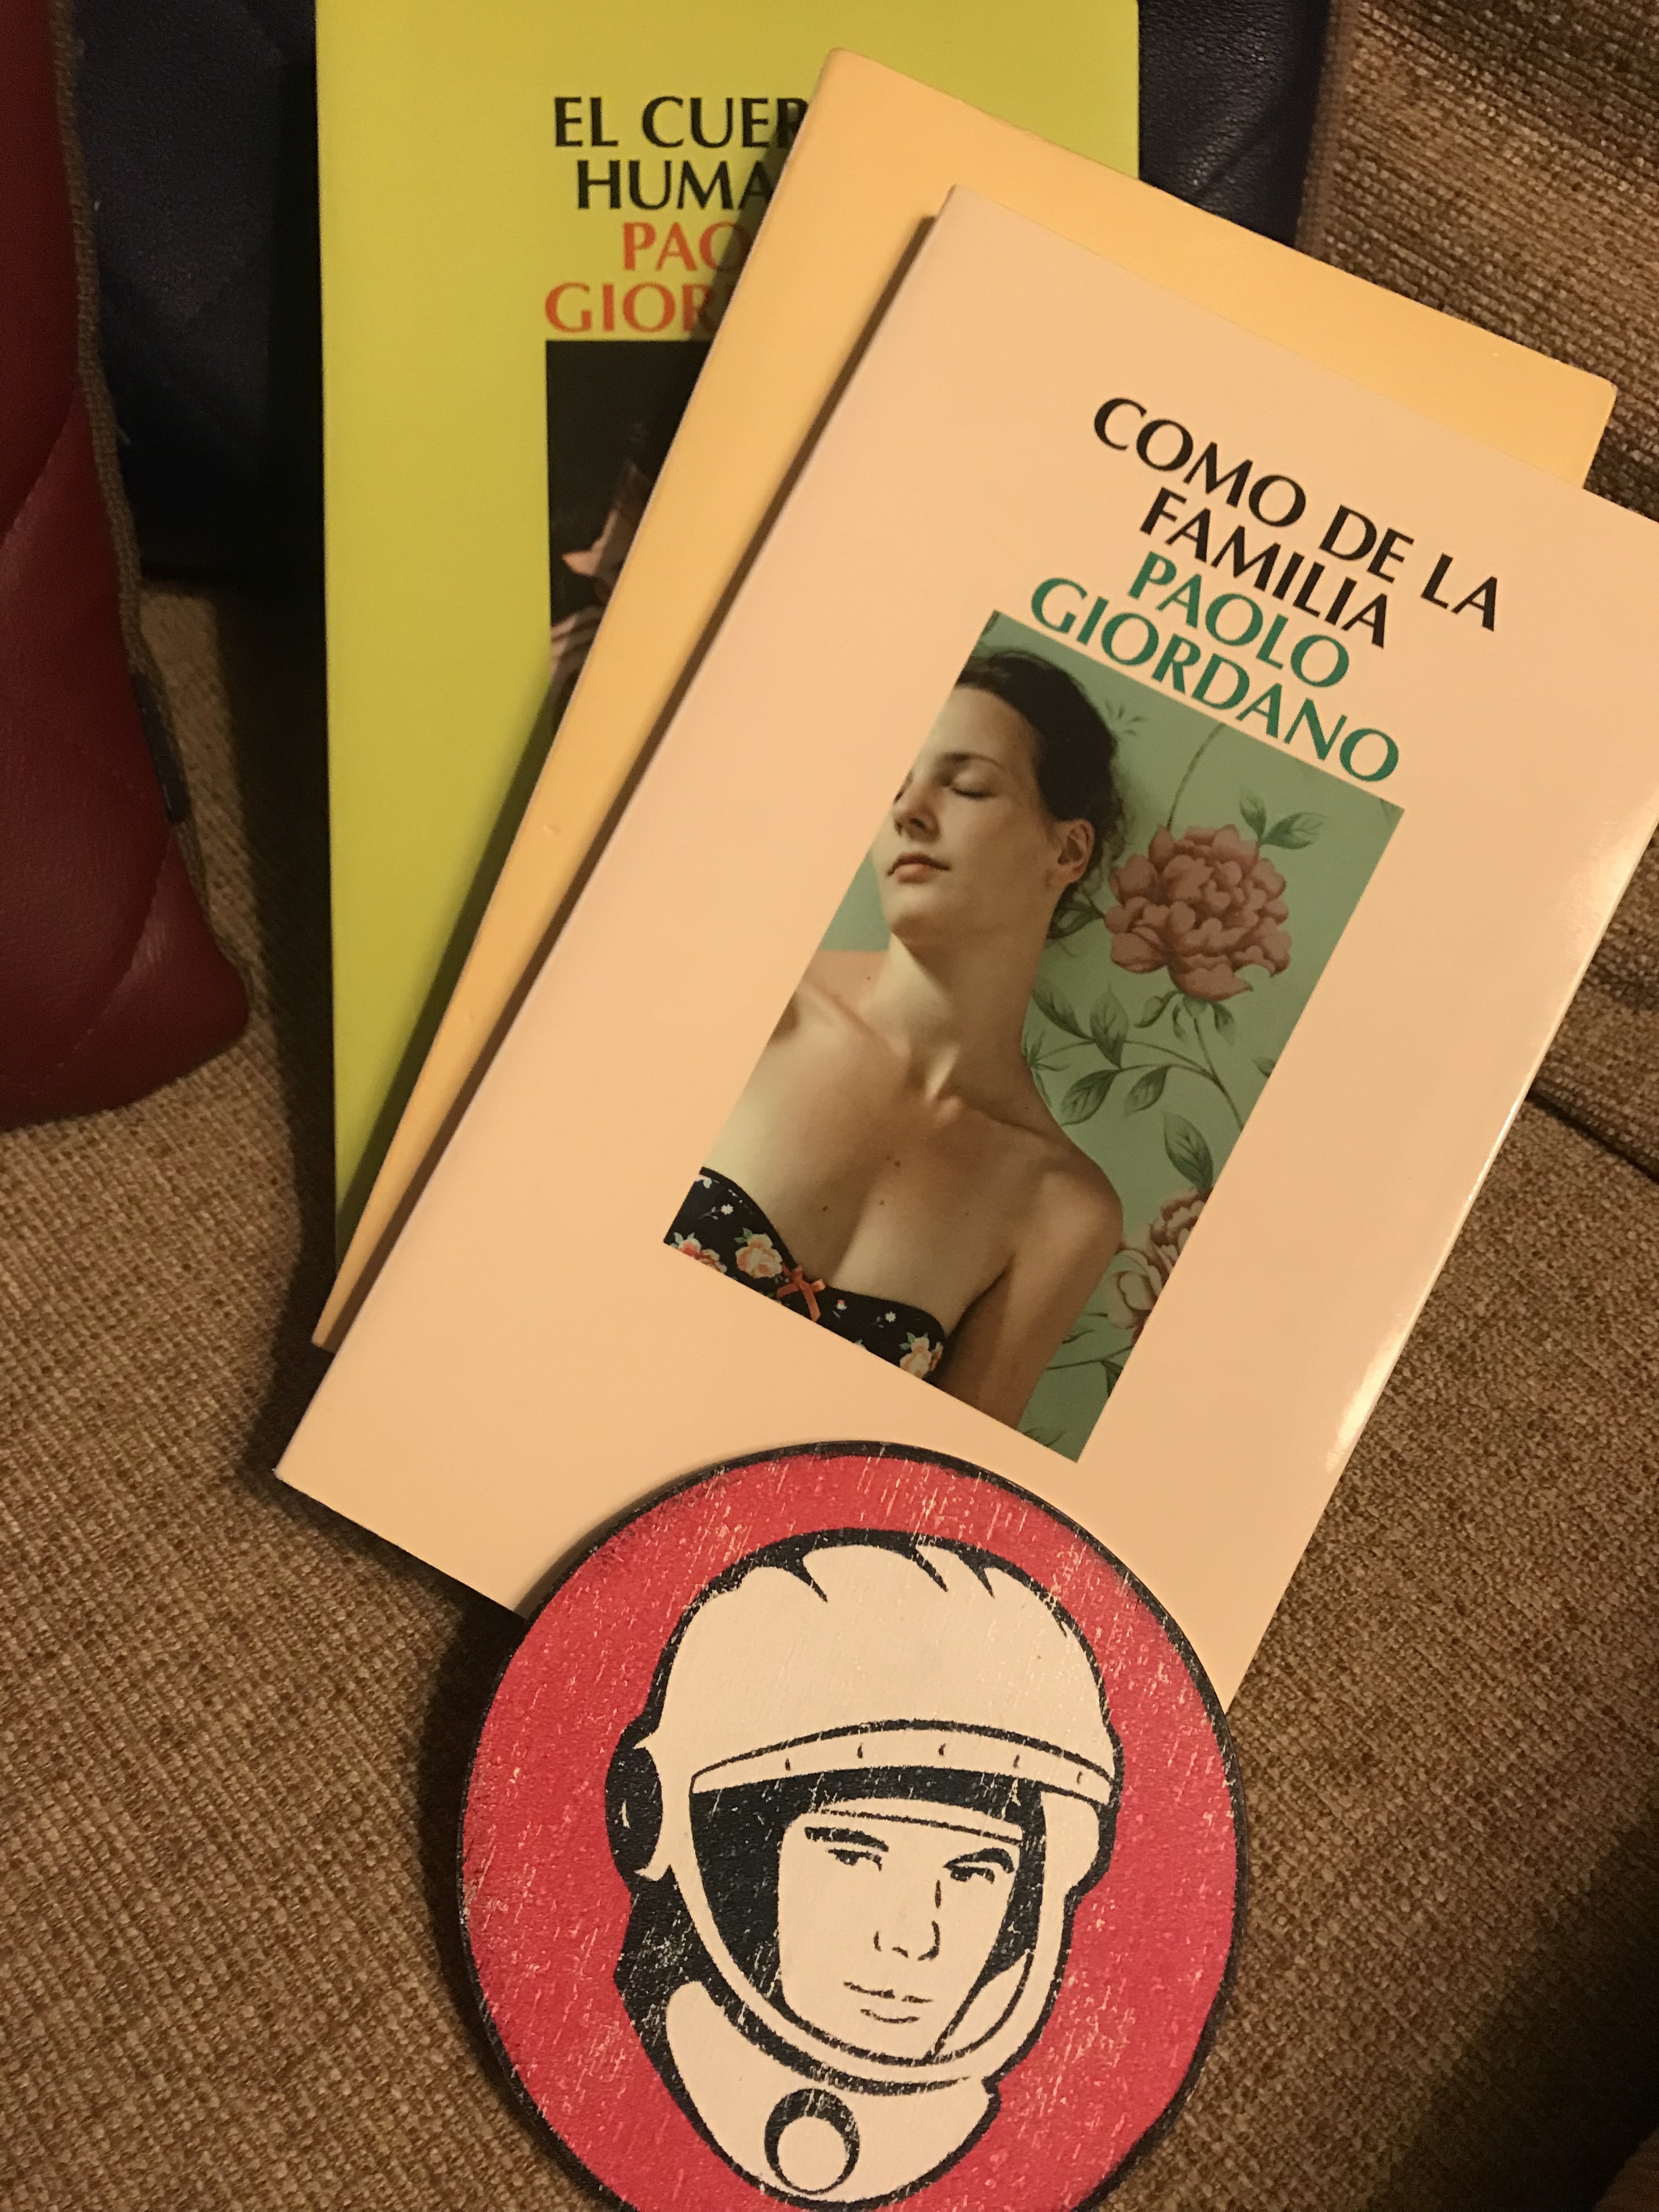 EL CUER
HUMA
PAO
GIOR
COMO DE LA
FAMILIA
PAOLO
GIORDANO